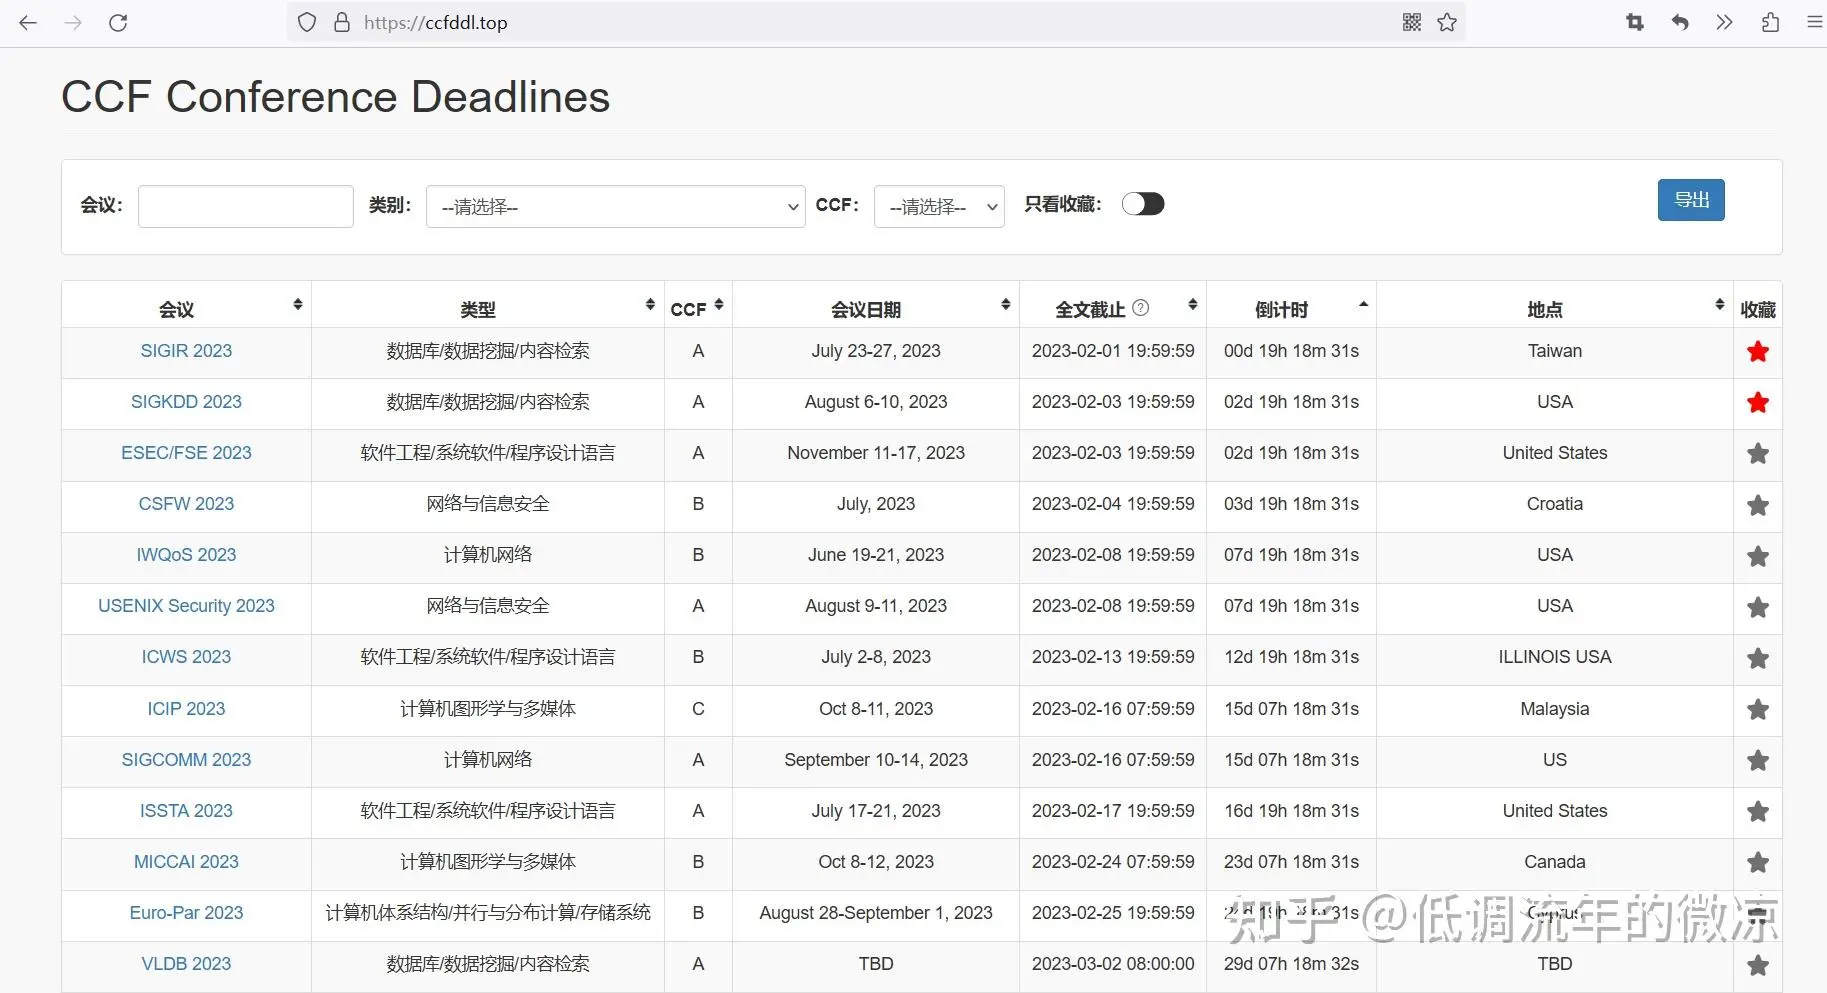 https://ccfddl.top
CCF Conference Deadlines
会议: 类别: --请选择-- CCF: --请选择-- 只看收藏: 导出
会议 类型 CCF 会议日期 全文截止 ? 倒计时 地点 收藏
SIGIR 2023 数据库/数据挖掘/内容检索 A July 23-27, 2023 2023-02-01 19:59:59 00d 19h 18m 31s Taiwan
SIGKDD 2023 数据库/数据挖掘/内容检索 A August 6-10, 2023 2023-02-03 19:59:59 02d 19h 18m 31s USA
ESEC/FSE 2023 软件工程/系统软件/程序设计语言 A November 11-17, 2023 2023-02-03 19:59:59 02d 19h 18m 31s United States
CSFW 2023 网络与信息安全 B July, 2023 2023-02-04 19:59:59 03d 19h 18m 31s Croatia
IWQoS 2023 计算机网络 B June 19-21, 2023 2023-02-08 19:59:59 07d 19h 18m 31s USA
USENIX Security 2023 网络与信息安全 A August 9-11, 2023 2023-02-08 19:59:59 07d 19h 18m 31s USA
ICWS 2023 软件工程/系统软件/程序设计语言 B July 2-8, 2023 2023-02-13 19:59:59 12d 19h 18m 31s ILLINOIS USA
ICIP 2023 计算机图形学与多媒体 C Oct 8-11, 2023 2023-02-16 07:59:59 15d 07h 18m 31s Malaysia
SIGCOMM 2023 计算机网络 A September 10-14, 2023 2023-02-16 07:59:59 15d 07h 18m 31s US
ISSTA 2023 软件工程/系统软件/程序设计语言 A July 17-21, 2023 2023-02-17 19:59:59 16d 19h 18m 31s United States
MICCAI 2023 计算机图形学与多媒体 B Oct 8-12, 2023 2023-02-24 07:59:59 23d 07h 18m 31s Canada
Euro-Par 2023 计算机体系结构/并行与分布计算/存储系统 B August 28-September 1, 2023 2023-02-25 19:59:59 24d 19h 18m 31s Cyprus
知乎 @低调流年的微凉
VLDB 2023 数据库/数据挖掘/内容检索 A TBD 2023-03-02 08:00:00 29d 07h 18m 32s TBD